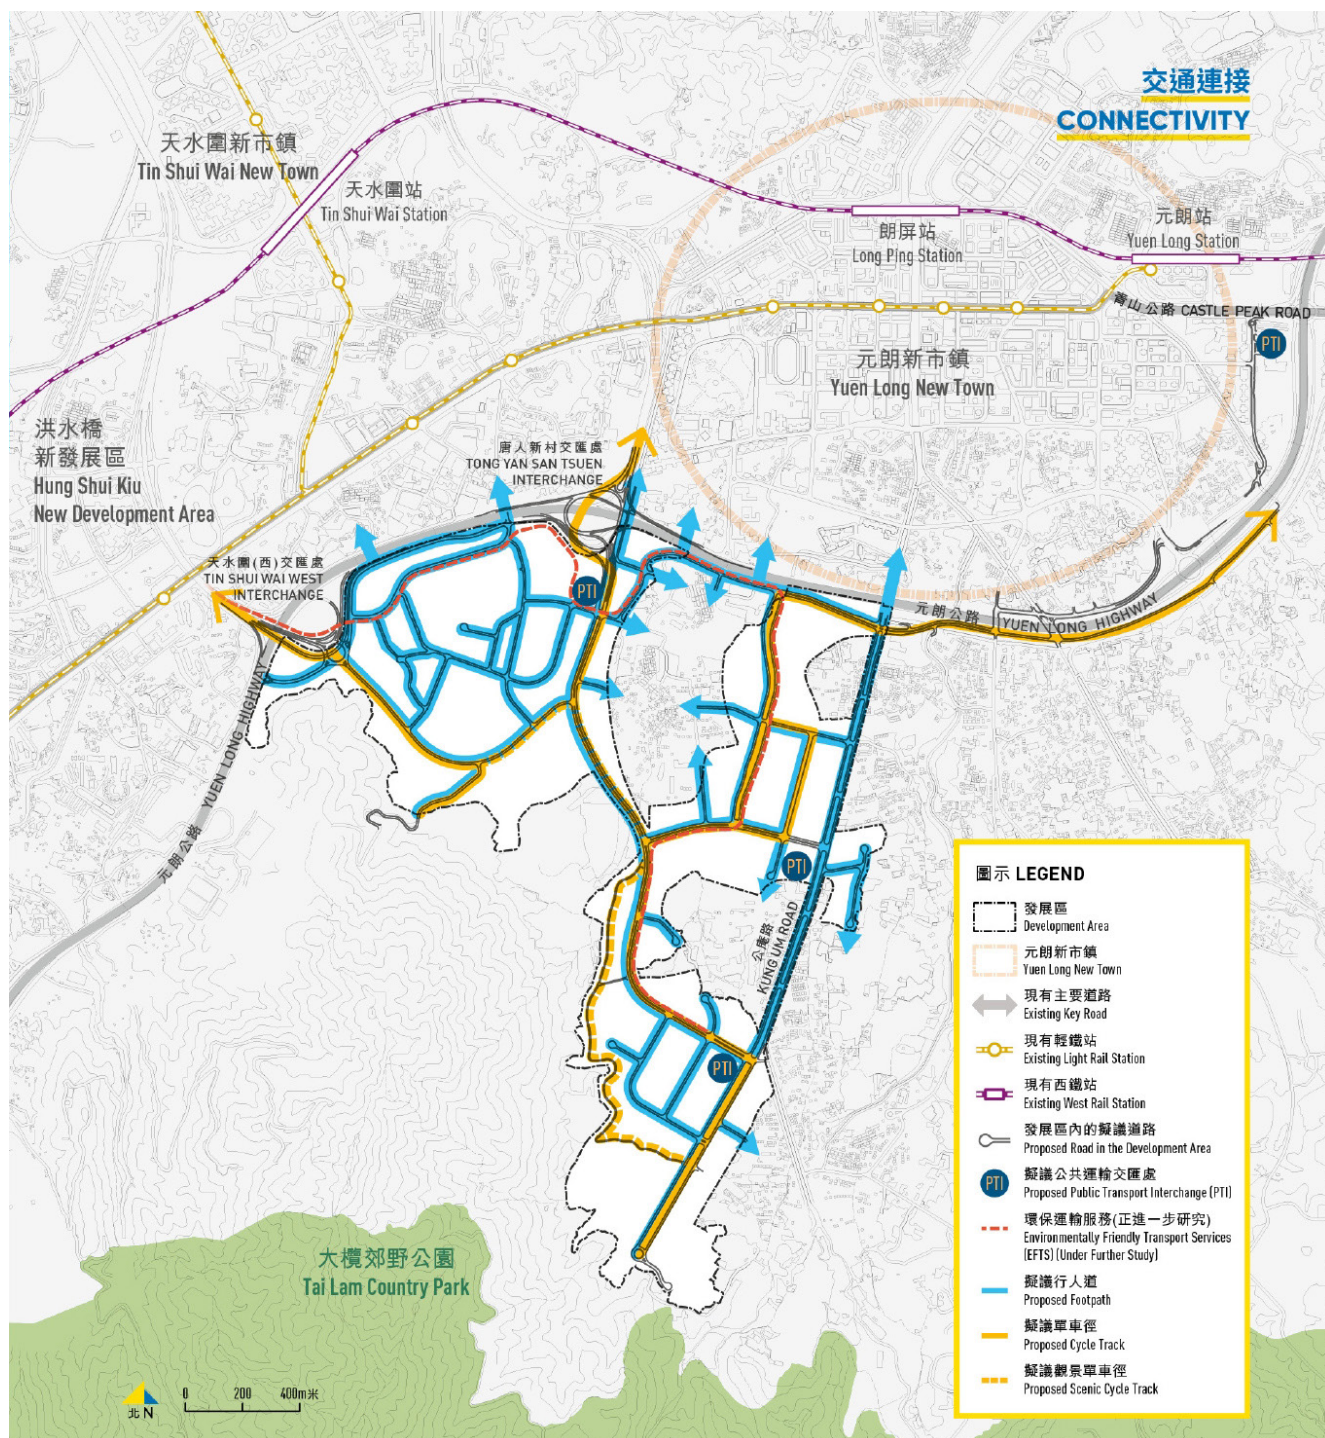 交通連接
CONNECTIVITY
天水圍新市鎮
Tin Shui Wai New Town
天水圍站
Tin Shui Wai Station
朗屏站
Long Ping Station
元朗站
Yuen Long Station
青山公路 CASTLE PEAK ROAD
PTI
元朗新市鎮
Yuen Long New Town
洪水橋
新發展區
Hung Shui Kiu
New Development Area
唐人新村交匯處
TONG YAN SAN TSUEN
INTERCHANGE
天水圍(西)交匯處
TIN SHUI WAI WEST
INTERCHANGE
PTI
元朗公路 YUEN LONG HIGHWAY
元朗公路 YUEN LONG HIGHWAY
PTI
公庵路
KUNG UM ROAD
PTI
大欖郊野公園
Tai Lam Country Park
北 N
0 200 400m米
圖示 LEGEND
發展區
Development Area
元朗新市鎮
Yuen Long New Town
現有主要道路
Existing Key Road
現有輕鐵站
Existing Light Rail Station
現有西鐵站
Existing West Rail Station
發展區內的擬議道路
Proposed Road in the Development Area
PTI
擬議公共運輸交匯處
Proposed Public Transport Interchange (PTI)
環保運輸服務(正進一步研究)
Environmentally Friendly Transport Services
(EFTS) (Under Further Study)
擬議行人道
Proposed Footpath
擬議單車徑
Proposed Cycle Track
擬議觀景單車徑
Proposed Scenic Cycle Track